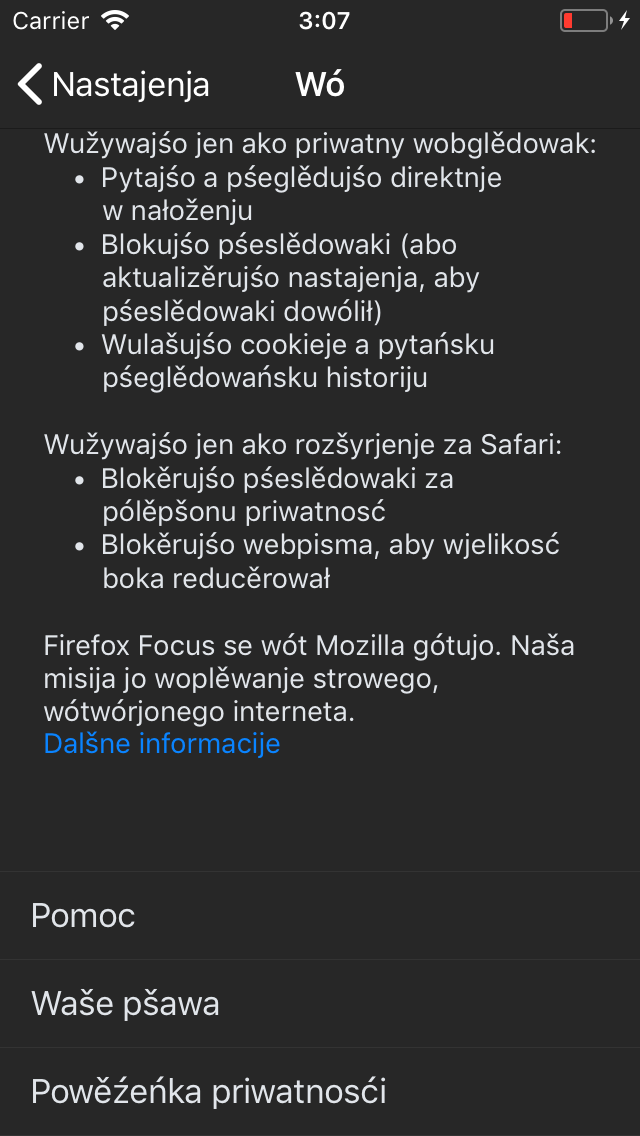 Carrier 3:07
Nastajenja Wó
Wužywajśo jen ako priwatny wobglědowak:
• Pytajśo a pśeglědujśo direktnje
w nałoženju
• Blokujśo pśeslědowaki (abo
aktualizěrujśo nastajenja, aby
pśeslědowaki dowólił)
• Wulašujśo cookieje a pytańsku
pśeglědowańsku historiju
Wužywajśo jen ako rozšyrjenje za Safari:
• Blokěrujśo pśeslědowaki za
pólěpšonu priwatnosć
• Blokěrujśo webpisma, aby wjelikosć
boka reducěrował
Firefox Focus se wót Mozilla gótujo. Naša
misija jo woplěwanje strowego,
wótwórjonego interneta.
Dalšne informacije
Pomoc
Waše pšawa
Powěźeńka priwatnosći